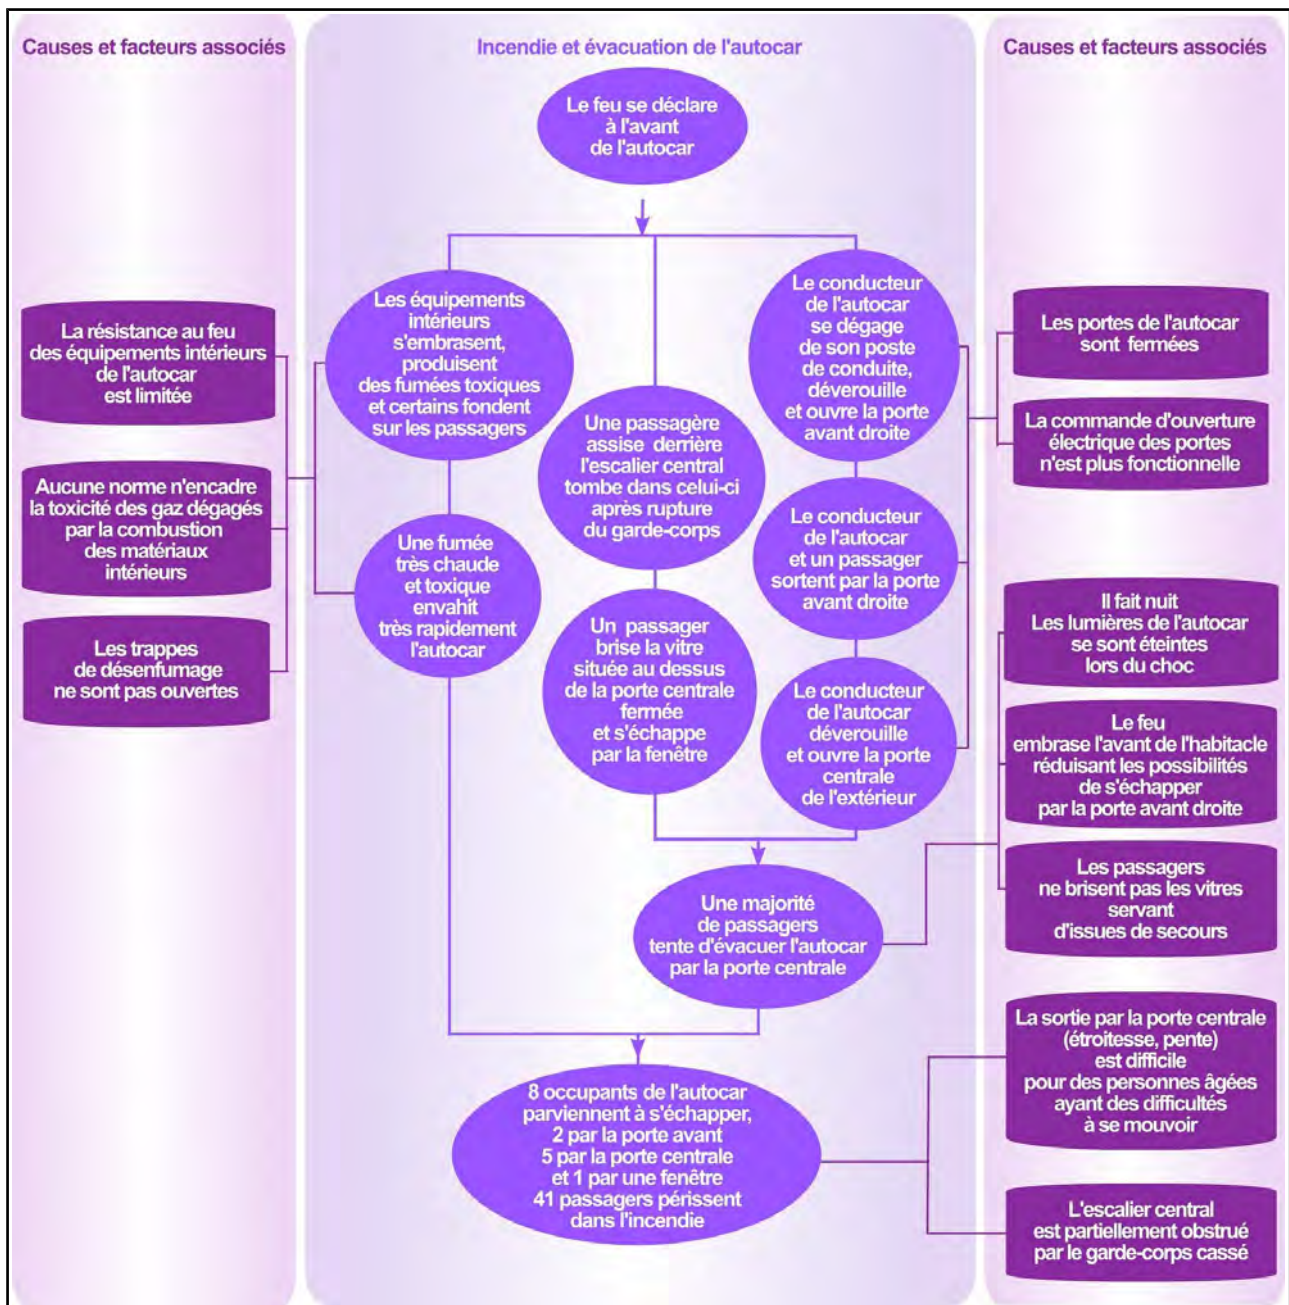 Causes et facteurs associés
Incendie et évacuation de l'autocar
Causes et facteurs associés
Le feu se déclare
à l'avant
de l'autocar
La résistance au feu
des équipements intérieurs
de l'autocar
est limitée
Aucune norme n'encadre
la toxicité des gaz dégagés
par la combustion
des matériaux
intérieurs
Les trappes
de désenfumage
ne sont pas ouvertes
Les équipements
intérieurs
s'embrasent,
produisent
des fumées toxiques
et certains fondent
sur les passagers
Une fumée
très chaude
et toxique
envahit
très rapidement
l'autocar
Une passagère
assise derrière
l'escalier central
tombe dans celui-ci
après rupture
du garde-corps
Un passager
brise la vitre
située au dessus
de la porte centrale
fermée
et s'échappe
par la fenêtre
Le conducteur
de l'autocar
se dégage
de son poste
de conduite,
déverouille
et ouvre la porte
avant droite
Le conducteur
de l'autocar
et un passager
sortent par la porte
avant droite
Le conducteur
de l'autocar
déverouille
et ouvre la porte
centrale
de l'extérieur
Les portes de l'autocar
sont fermées
La commande d'ouverture
électrique des portes
n'est plus fonctionnelle
Il fait nuit
Les lumières de l'autocar
se sont éteintes
lors du choc
Le feu
embrase l'avant de l'habitacle
réduisant les possibilités
de s'échapper
par la porte avant droite
Les passagers
ne brisent pas les vitres
servant
d'issues de secours
Une majorité
de passagers
tente d'évacuer l'autocar
par la porte centrale
8 occupants de l'autocar
parviennent à s'échapper,
2 par la porte avant
5 par la porte centrale
et 1 par une fenêtre
41 passagers périssent
dans l'incendie
La sortie par la porte centrale
(étroitesse, pente)
est difficile
pour des personnes âgées
ayant des difficultés
à se mouvoir
L'escalier central
est partiellement obstrué
par le garde-corps cassé